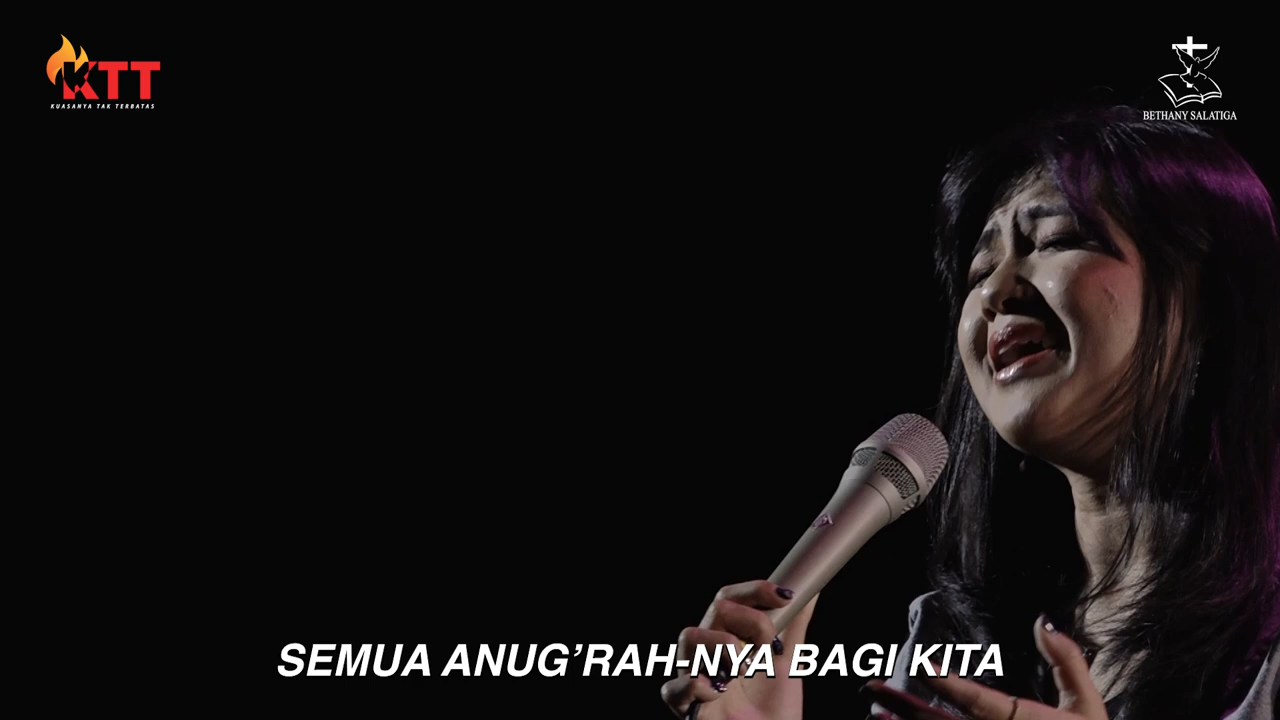 KTT
KUASANYA TAK TERBATAS
BETHANY SALATIGA
SEMUA ANUG’RAH-NYA BAGI KITA